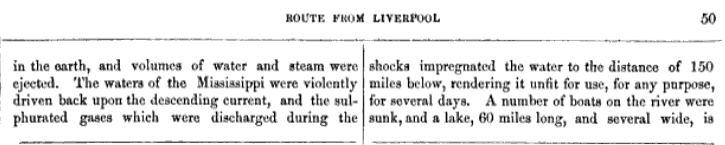 ROUTE FROM LIVERPOOL 50
in the earth, and volumes of water and steam were
ejected. The waters of the Mississippi were violently
driven back upon the descending current, and the sul-
phurated gases which were discharged during the
shocks impregnated the water to the distance of 150
miles below, rendering it unfit for use, for any purpose,
for several days. A number of boats on the river were
sunk, and a lake, 60 miles long, and several wide, is